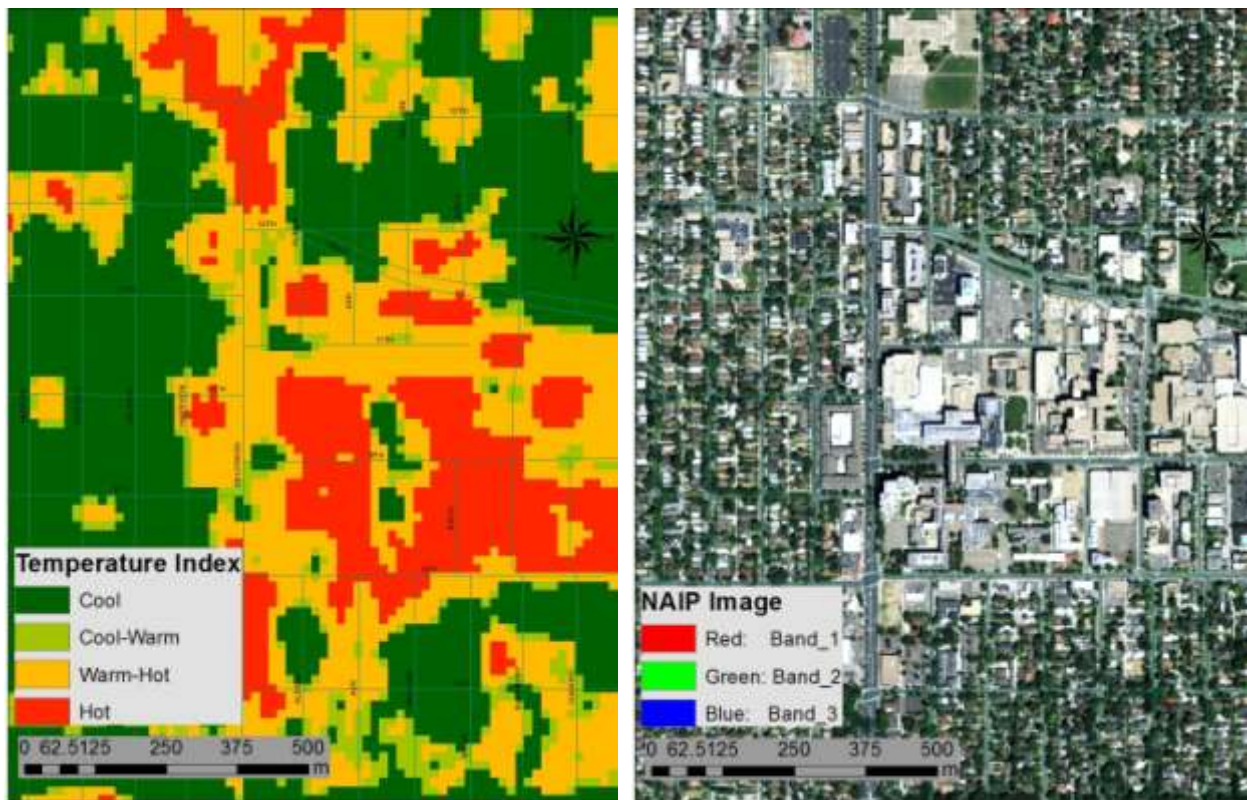 Temperature Index
Cool
Cool-Warm
Warm-Hot
Hot
0 62.5125 250 375 500
m
NAIP Image
Red: Band_1
Green: Band_2
Blue: Band_3
0 62.5125 250 375 500
m